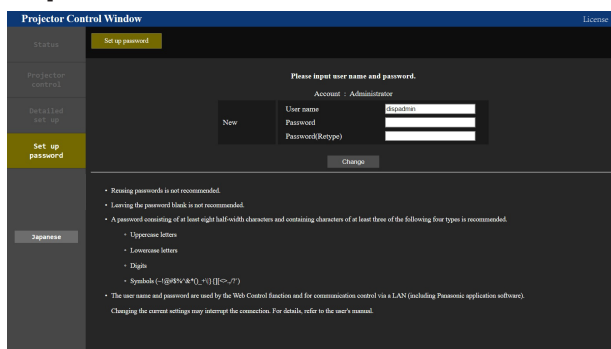 Projector Control Window
License
Status
Set up password
Projector
control
Please input user name and password.
Account : Administrator
Detailed
set up
New
User name
dispadmin
Password
Password(Retype)
Set up
password
Change
• Reusing passwords is not recommended.
• Leaving the password blank is not recommended.
• A password consisting of at least eight half-width characters and containing characters of at least three of the following four types is recommended.
• Uppercase letters
Japanese
• Lowercase letters
• Digits
• Symbols (~!@#$%^&*()_+\|}{][<>.,/?`)
• The user name and password are used by the Web Control function and for communication control via a LAN (including Panasonic application software).
Changing the current settings may interrupt the connection. For details, refer to the user's manual.